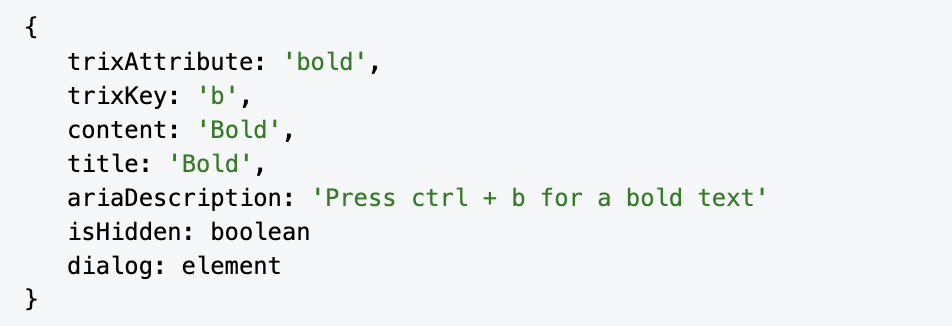 {
trixAttribute: 'bold',
trixKey: 'b',
content: 'Bold',
title: 'Bold',
ariaDescription: 'Press ctrl + b for a bold text'
isHidden: boolean
dialog: element
}